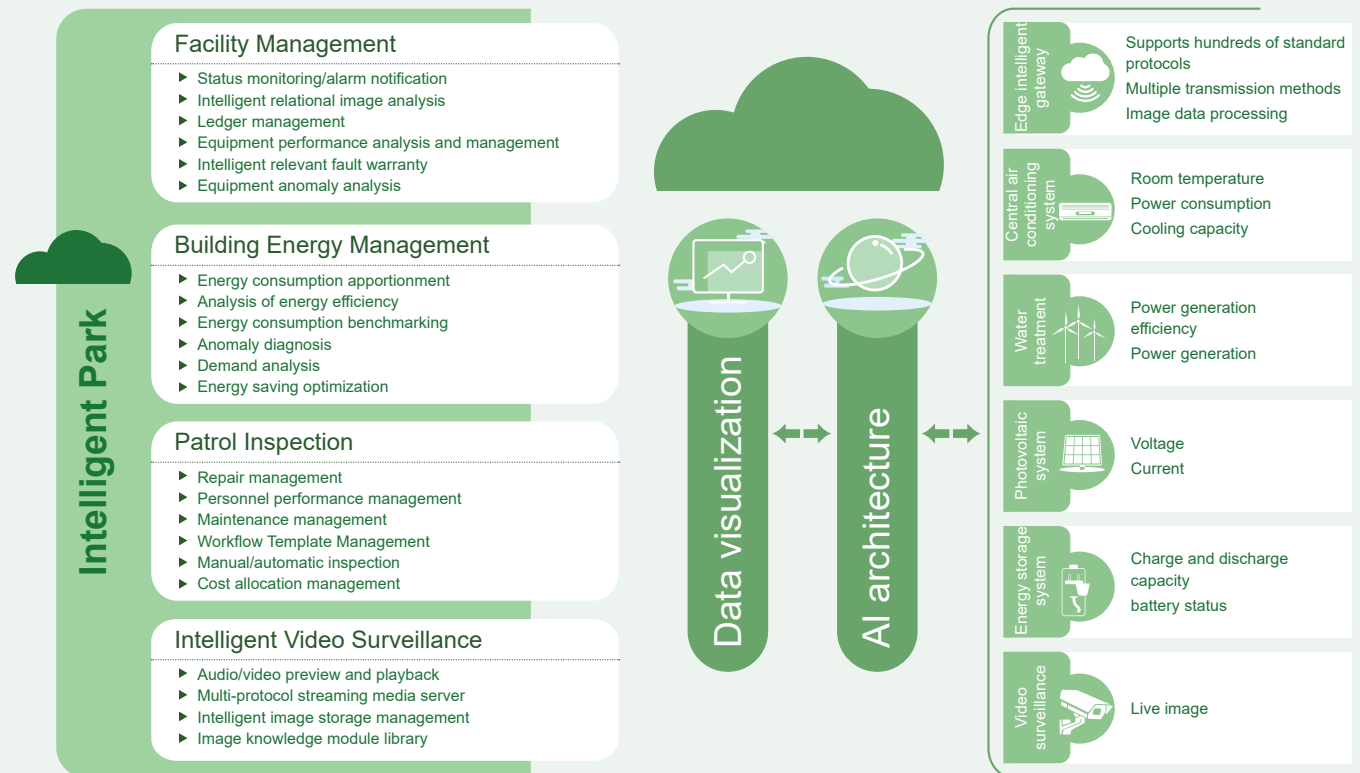 Intelligent Park
Facility Management
Status monitoring/alarm notification
Intelligent relational image analysis
Ledger management
Equipment performance analysis and management
Intelligent relevant fault warranty
Equipment anomaly analysis
Building Energy Management
Energy consumption apportionment
Analysis of energy efficiency
Energy consumption benchmarking
Anomaly diagnosis
Demand analysis
Energy saving optimization
Patrol Inspection
Repair management
Personnel performance management
Maintenance management
Workflow Template Management
Manual/automatic inspection
Cost allocation management
Intelligent Video Surveillance
Audio/video preview and playback
Multi-protocol streaming media server
Intelligent image storage management
Image knowledge module library
Data visualization
AI architecture
Edge intelligent
gateway
Supports hundreds of standard
protocols
Multiple transmission methods
Image data processing
Central air
conditioning
system
Room temperature
Power consumption
Cooling capacity
Water
treatment
Power generation
efficiency
Power generation
Photovoltaic
system
Voltage
Current
Energy storage
system
Charge and discharge
capacity
battery status
Video
surveillance
Live image